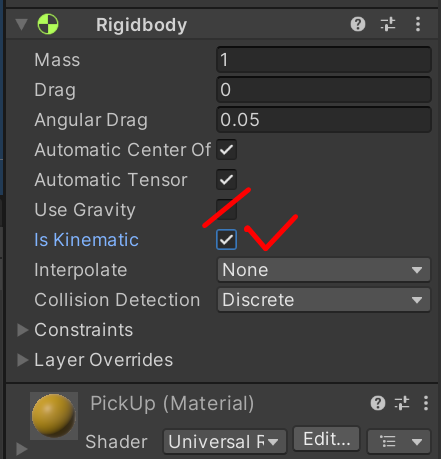 Rigidbody
Mass 1
Drag 0
Angular Drag 0.05
Automatic Center Of
Automatic Tensor
Use Gravity
Is Kinematic
Interpolate None
Collision Detection Discrete
Constraints
Layer Overrides
PickUp (Material)
Shader Universal R Edit...